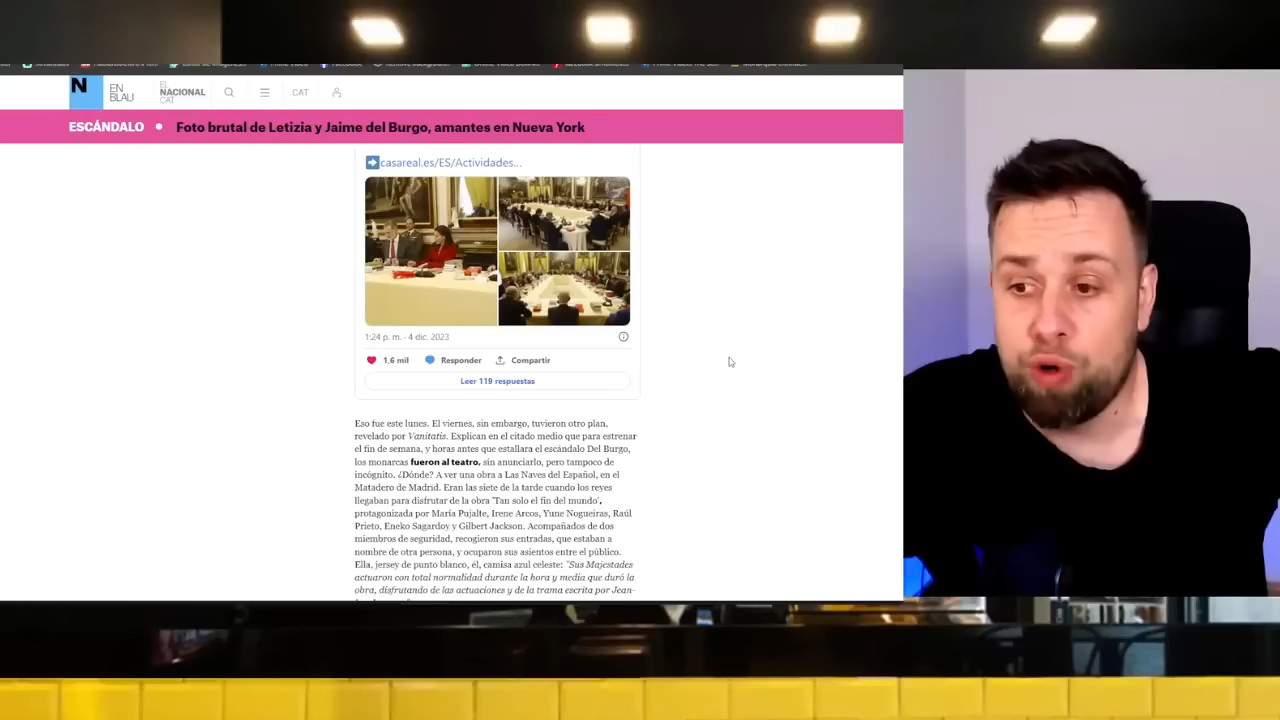 N
EN
BLAU
EL
NACIONAL
CAT
CAT
ESCÁNDALO • Foto brutal de Letizia y Jaime del Burgo, amantes en Nueva York
➡casareal.es/ES/Actividades...
1:24 p. m. · 4 dic. 2023
1,6 mil Responder Compartir
Leer 119 respuestas
Eso fue este lunes. El viernes, sin embargo, tuvieron otro plan,
revelado por Vanitatis. Explican en el citado medio que para estrenar
el fin de semana, y horas antes que estallara el escándalo Del Burgo,
los monarcas fueron al teatro, sin anunciarlo, pero tampoco de
incógnito. ¿Dónde? A ver una obra a Las Naves del Español, en el
Matadero de Madrid. Eran las siete de la tarde cuando los reyes
llegaban para disfrutar de la obra 'Tan solo el fin del mundo',
protagonizada por María Pujalte, Irene Arcos, Yune Nogueiras, Raúl
Prieto, Eneko Sagardoy y Gilbert Jackson. Acompañados de dos
miembros de seguridad, recogieron sus entradas, que estaban a
nombre de otra persona, y ocuparon sus asientos entre el público.
Ella, jersey de punto blanco, él, camisa azul celeste: "Sus Majestades
actuaron con total normalidad durante la hora y media que duró la
obra, disfrutando de las actuaciones y de la trama escrita por Jean-